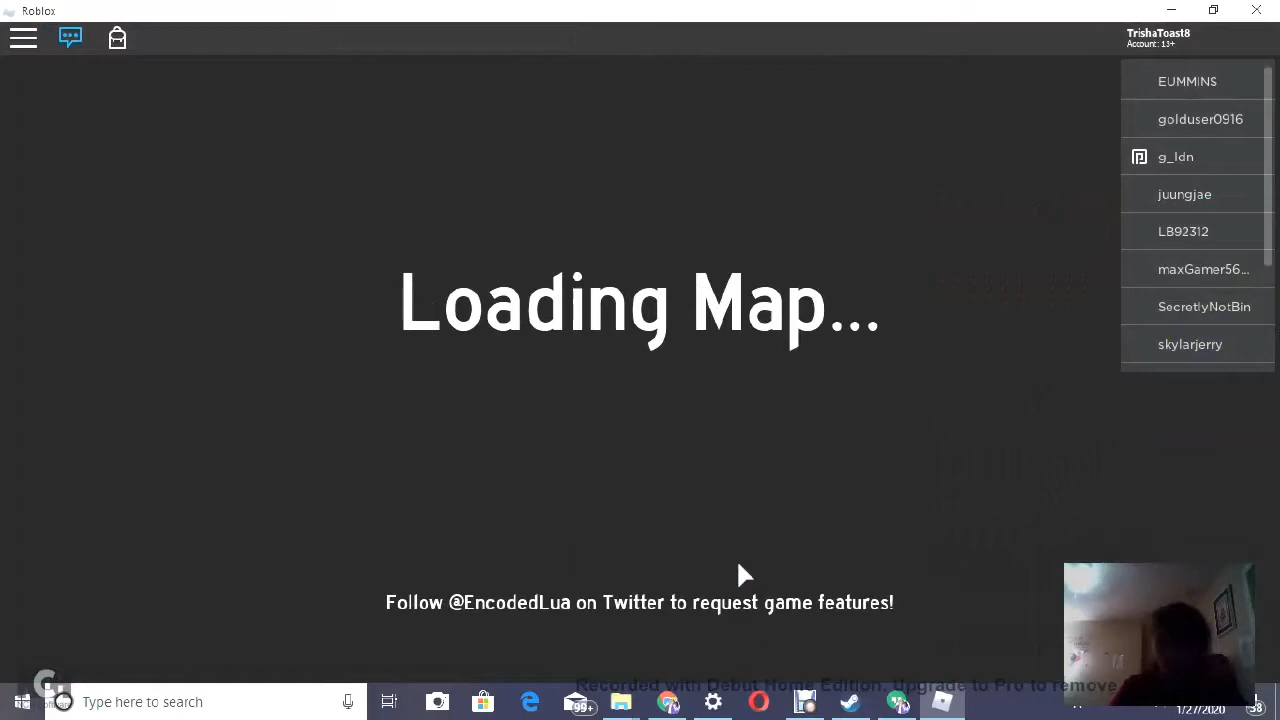 Roblox
TrishaToast8
Account: 13+
EUMMINS
golduser0916
g_ldn
juungjae
LB92312
maxGamer56...
SecretlyNotBin
skylarjerry
Loading Map...
Follow @EncodedLua on Twitter to request game features!
Recorded with Debut Home Edition. Upgrade to Pro to remove
Type here to search
99+
1/27/2020
38